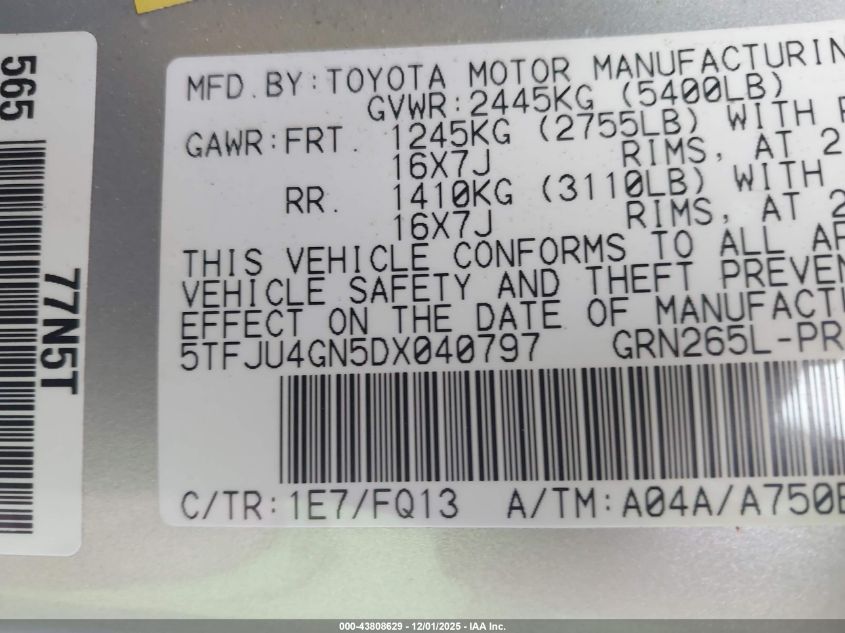 565
77N5T
MFD. BY: TOYOTA MOTOR MANUFACTURIN
GVWR: 2445KG (5400LB)
GAWR: FRT. 1245KG (2755LB) WITH
16X7J RIMS, AT 2
RR. 1410KG (3110LB) WITH
16X7J RIMS, AT 2
THIS VEHICLE CONFORMS TO ALL AP
VEHICLE SAFETY AND THEFT PREVEN
EFFECT ON THE DATE OF MANUFACTU
5TFJU4GN5DX040797 GRN265L-PR
C/TR: 1E7/FQ13 A/TM: A04A/A750E
000-43808629 - 12/01/2025 - IAA Inc.